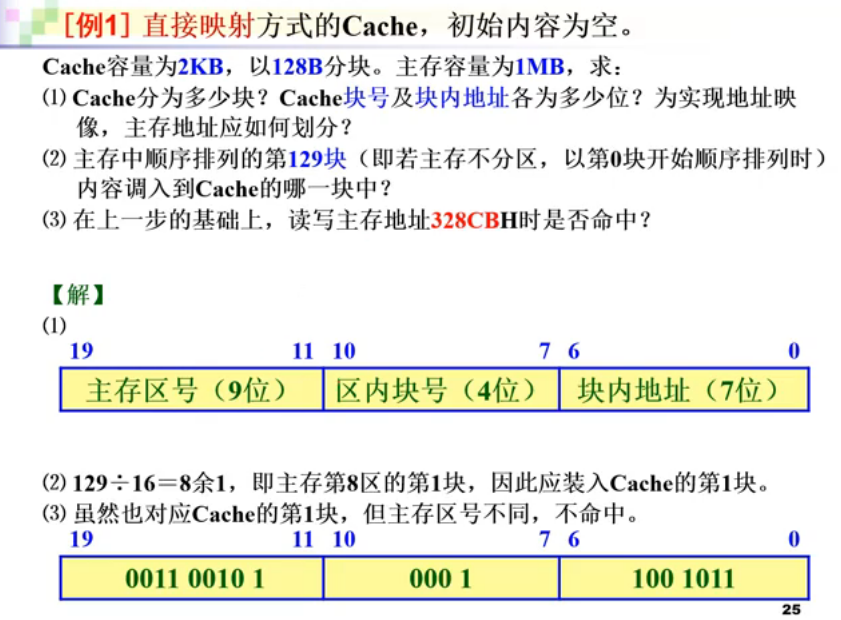 [例1] 直接映射方式的Cache，初始内容为空。
Cache容量为2KB，以128B分块。主存容量为1MB，求：
⑴ Cache分为多少块？Cache块号及块内地址各为多少位？为实现地址映
像，主存地址应如何划分？
⑵ 主存中顺序排列的第129块（即若主存不分区，以第0块开始顺序排列时）
内容调入到Cache的哪一块中？
⑶ 在上一步的基础上，读写主存地址328CBH时是否命中？
【解】
⑴
19 11 10 7 6 0
主存区号（9位） 区内块号（4位） 块内地址（7位）
⑵ 129÷16＝8余1，即主存第8区的第1块，因此应装入Cache的第1块。
⑶ 虽然也对应Cache的第1块，但主存区号不同，不命中。
19 11 10 7 6 0
0011 0010 1 000 1 100 1011
25